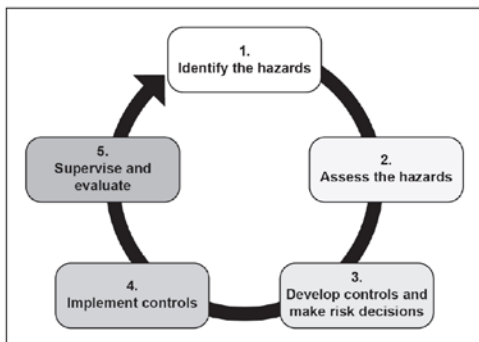 1.
Identify the hazards
2.
Assess the hazards
3.
Develop controls and
make risk decisions
4.
Implement controls
5.
Supervise and
evaluate